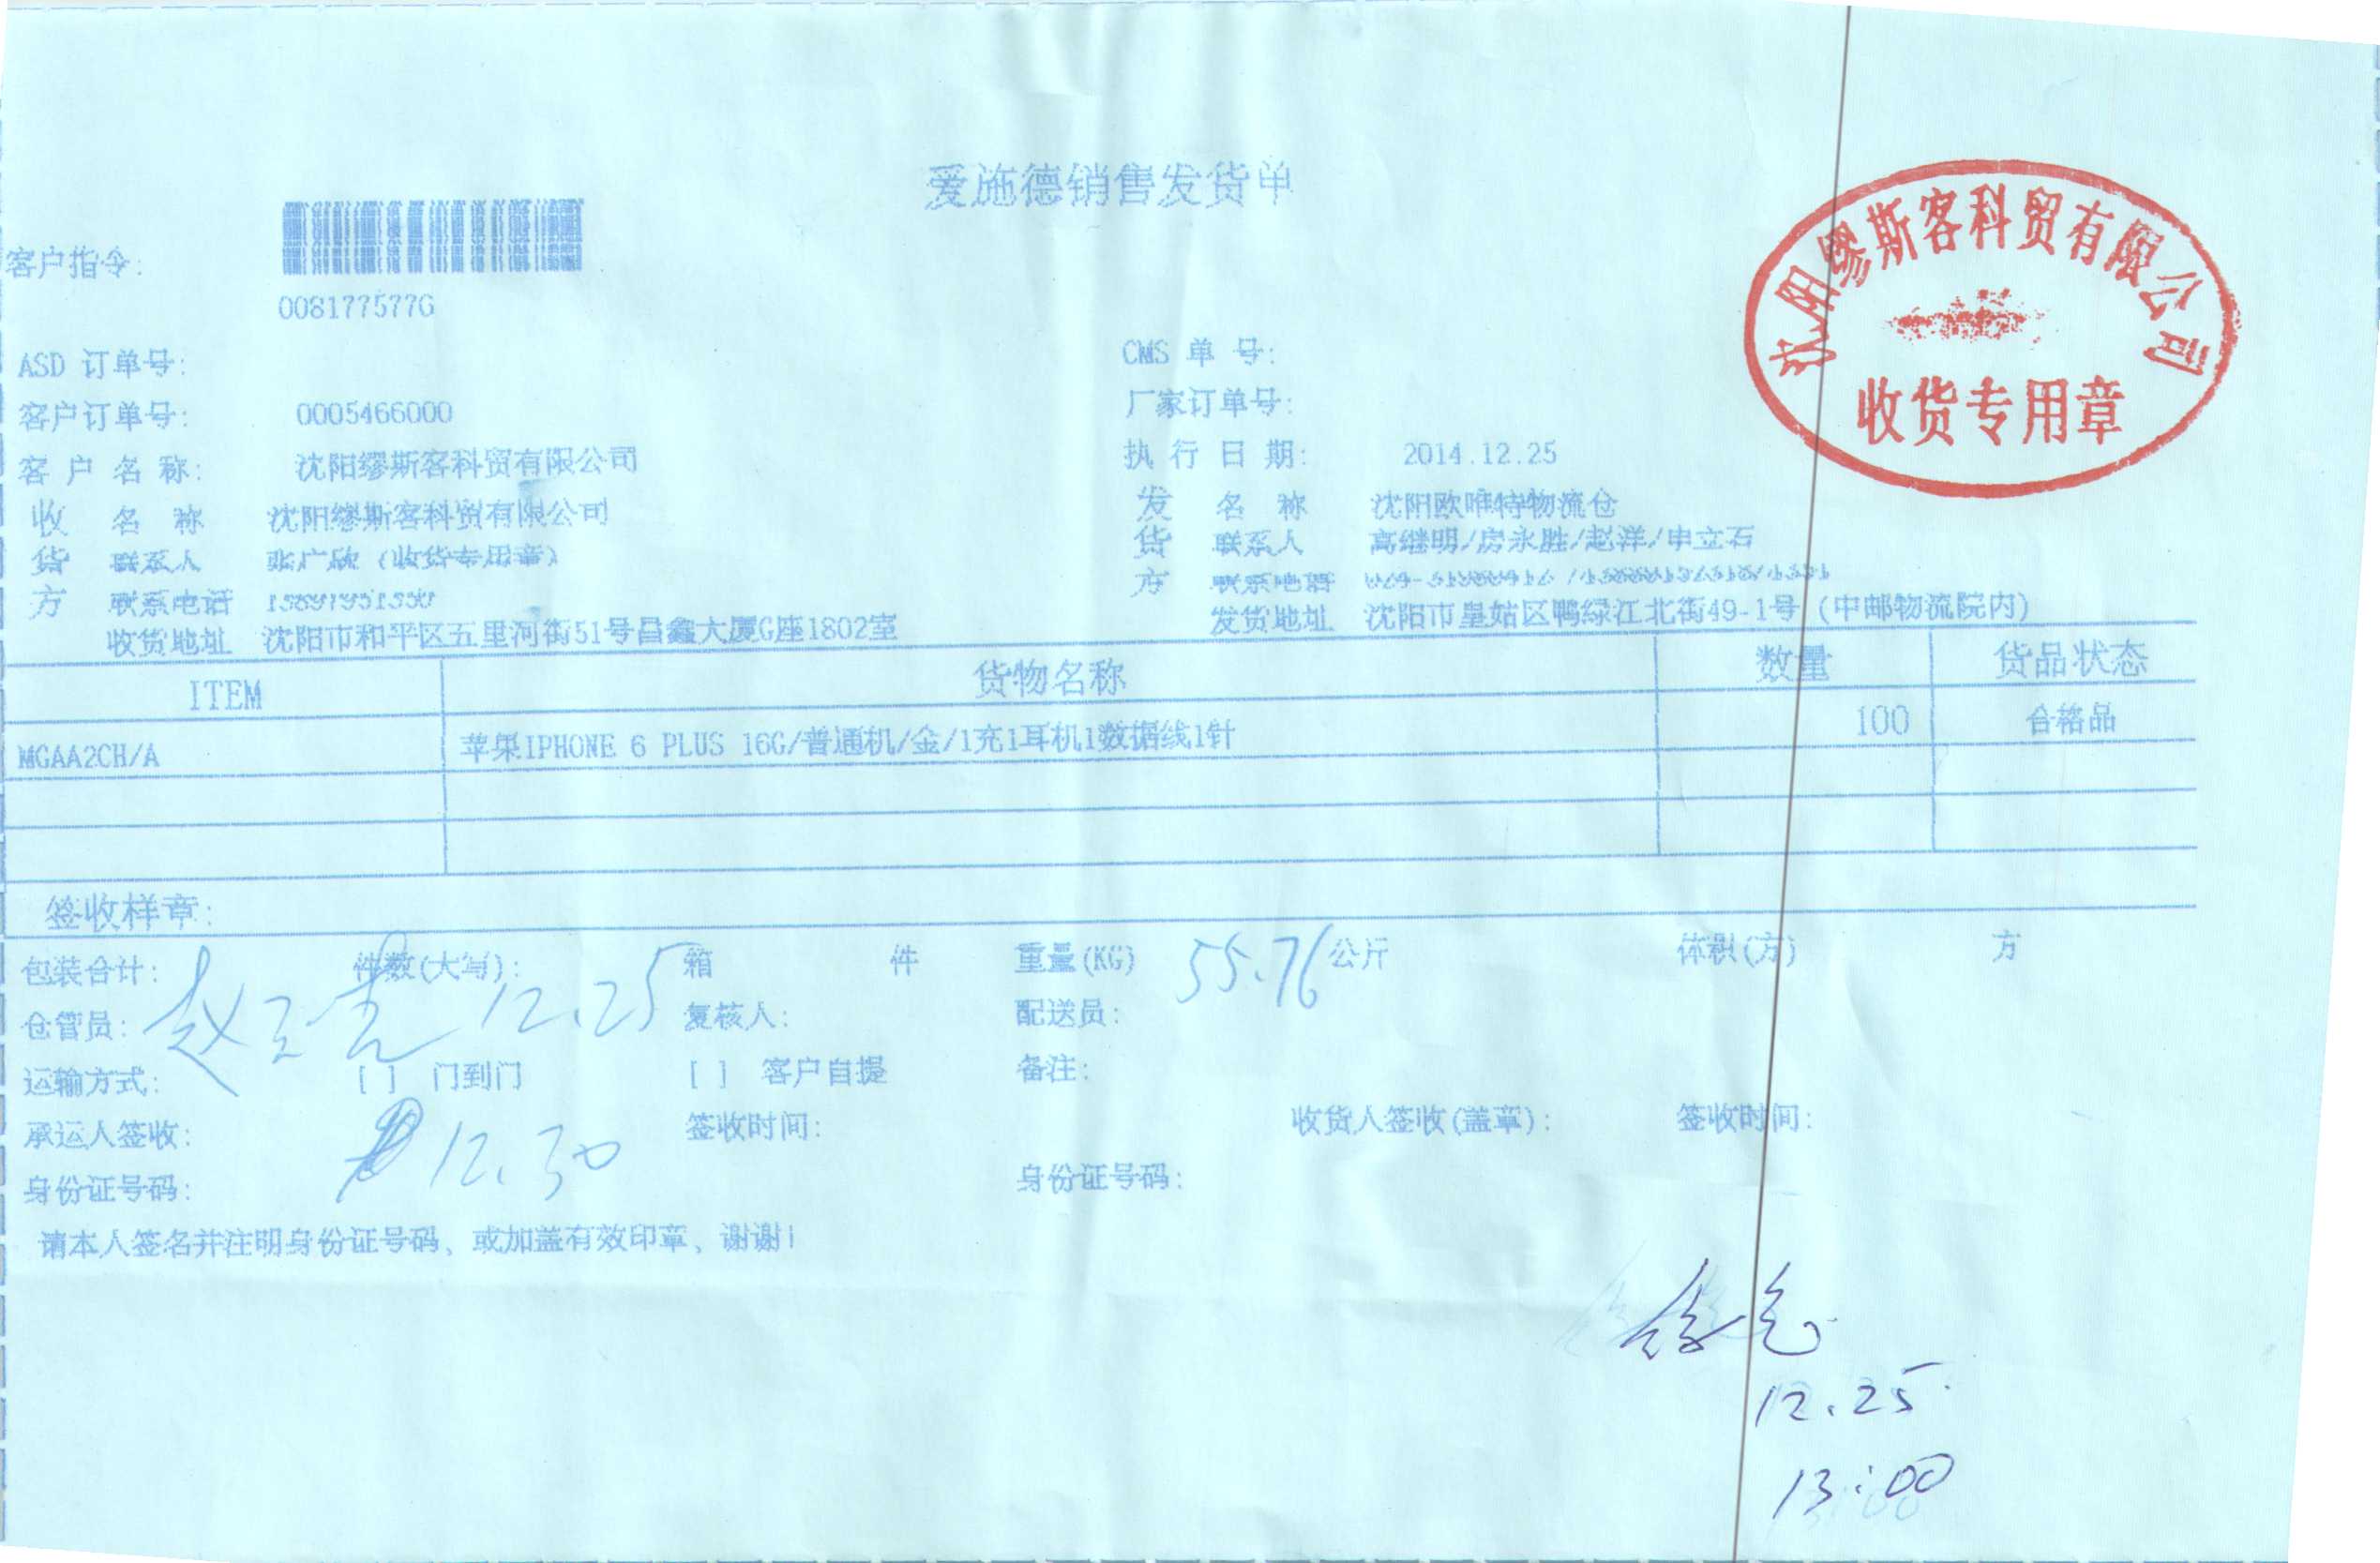 爱施德销售发货单
沈阳缪斯客科贸有限公司
收货专用章
客户指令:
0081775776
ASD 订单号:
CMS 单 号:
客户订单号: 0005466000
厂家订单号:
客 户 名 称: 沈阳缪斯客科贸有限公司
执 行 日 期: 2014.12.25
收货方
名 称 沈阳缪斯客科贸有限公司
联系人 张广欣 (收货专用章)
联系电话
收货地址 沈阳市和平区五里河街51号昌鑫大厦G座1802室
发货方
名 称 沈阳欧唯特物流仓
联系人 高继明/房永胜/赵洋/申立石
联系电话
发货地址 沈阳市皇姑区鸭绿江北街49-1号 (中邮物流院内)
ITEM 货物名称 数量 货品状态
MGAA2CH/A 苹果IPHONE 6 PLUS 16G/普通机/金/1充1耳机1数据线1针 100 合格品
签收样章:
包装合计: 件数(大写): 箱 件 重量(KG) 55.76 公斤 体积(方) 方
仓管员: 12.25 复核人: 配送员:
运输方式: [ ] 门到门 [ ] 客户自提 备注:
承运人签收: 12.30 签收时间: 收货人签收(盖章): 签收时间:
身份证号码: 身份证号码:
请本人签名并注明身份证号码、或加盖有效印章、谢谢!
12.25
13:00